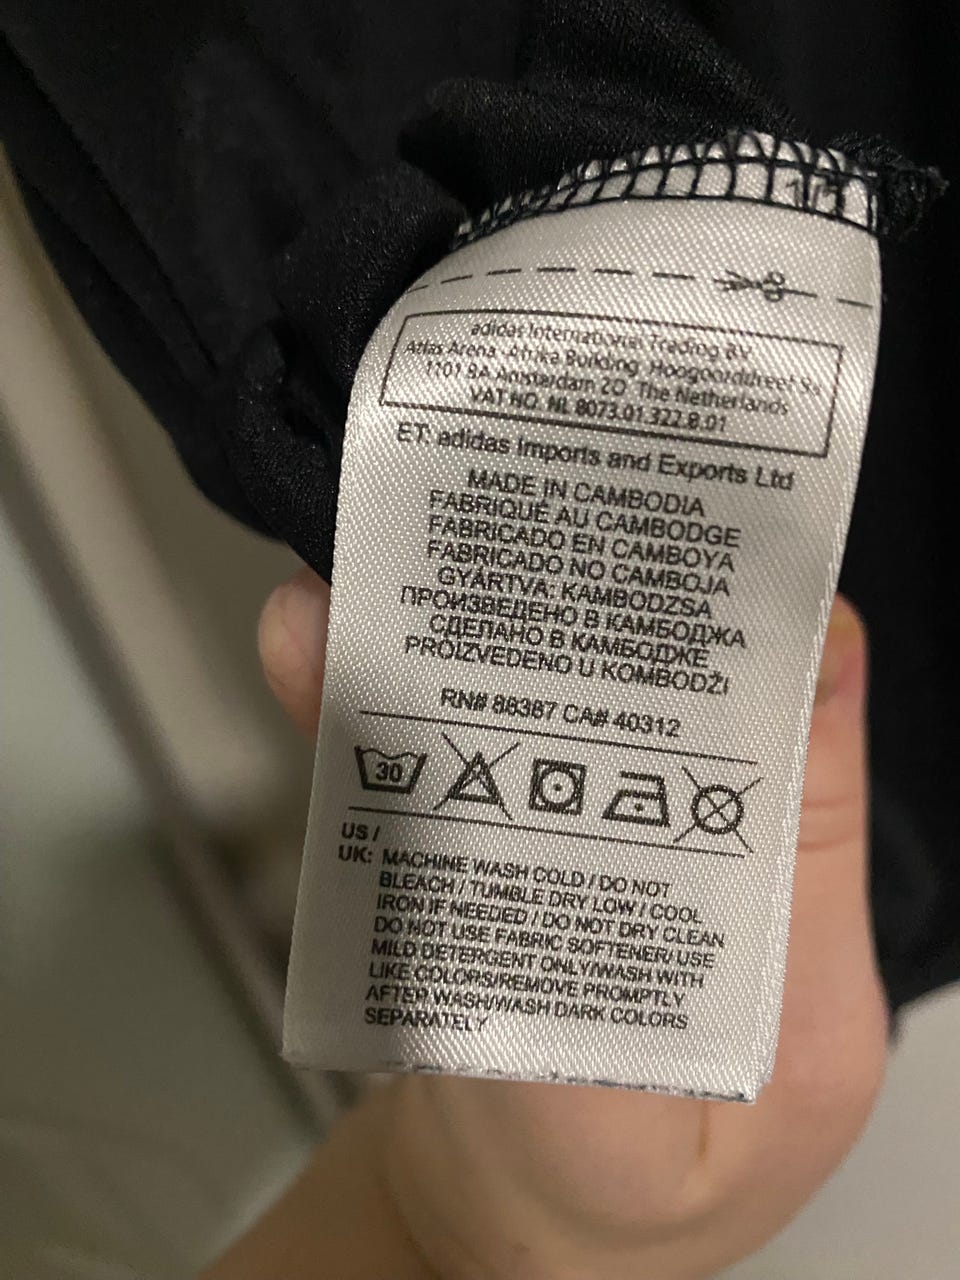 1/1
adidas International Trading BV
Atlas Arena - Afrika Building, Hoogoorddreef 9a
1101 BA Amsterdam ZO The Netherlands
VAT NO. NL 8073.01.322.B.01
ET: adidas Imports and Exports Ltd
MADE IN CAMBODIA
FABRIQUÉ AU CAMBODGE
FABRICADO EN CAMBOYA
FABRICADO NO CAMBOJA
GYÁRTVA: KAMBODZSA
ПРОИЗВЕДЕНО В КАМБОДЖА
СДЕЛАНО В КАМБОДЖЕ
PROIZVEDENO U KOMBODŽI
RN# 88387 CA# 40312
30
US /
UK: MACHINE WASH COLD / DO NOT
BLEACH / TUMBLE DRY LOW / COOL
IRON IF NEEDED / DO NOT DRY CLEAN
DO NOT USE FABRIC SOFTENER/ USE
MILD DETERGENT ONLY/WASH WITH
LIKE COLORS/REMOVE PROMPTLY
AFTER WASH/WASH DARK COLORS
SEPARATELY